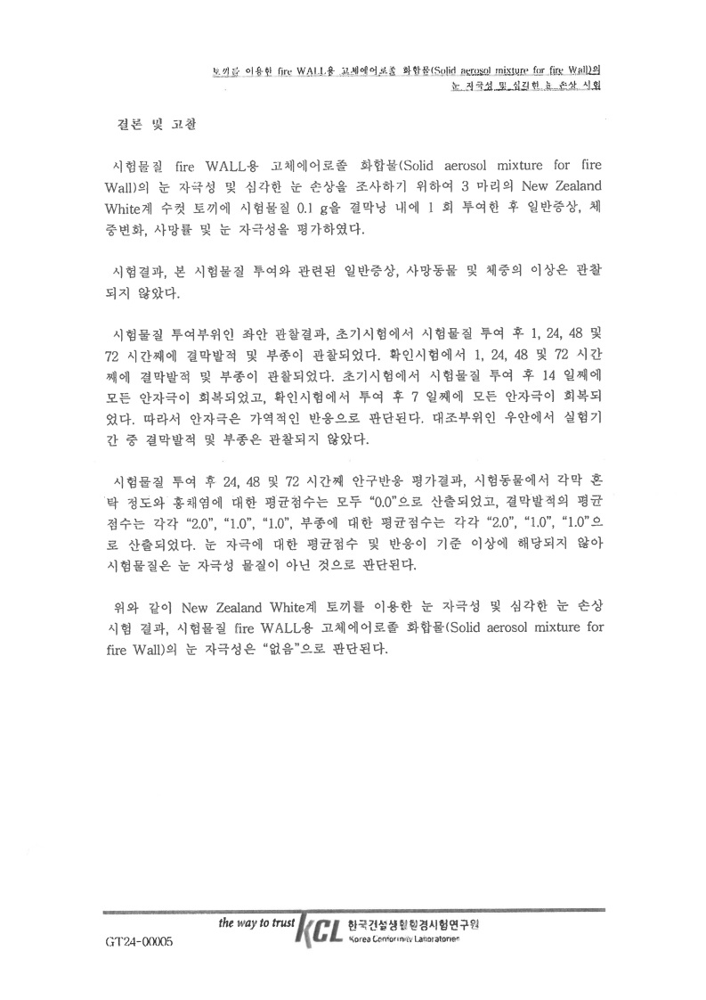 토끼를 이용한 fire WALL용 고체에어로졸 화합물(Solid aerosol mixture for fire Wall)의
눈 자극성 및 심각한 눈 손상 시험
결론 및 고찰
시험물질 fire WALL용 고체에어로졸 화합물(Solid aerosol mixture for fire
Wall)의 눈 자극성 및 심각한 눈 손상을 조사하기 위하여 3 마리의 New Zealand
White계 수컷 토끼에 시험물질 0.1 g을 결막낭 내에 1 회 투여한 후 일반증상, 체
중변화, 사망률 및 눈 자극성을 평가하였다.
시험결과, 본 시험물질 투여와 관련된 일반증상, 사망동물 및 체중의 이상은 관찰
되지 않았다.
시험물질 투여부위인 좌안 관찰결과, 초기시험에서 시험물질 투여 후 1, 24, 48 및
72 시간째에 결막발적 및 부종이 관찰되었다. 확인시험에서 1, 24, 48 및 72 시간
째에 결막발적 및 부종이 관찰되었다. 초기시험에서 시험물질 투여 후 14 일째에
모든 안자극이 회복되었고, 확인시험에서 투여 후 7 일째에 모든 안자극이 회복되
었다. 따라서 안자극은 가역적인 반응으로 판단된다. 대조부위인 우안에서 실험기
간 중 결막발적 및 부종은 관찰되지 않았다.
시험물질 투여 후 24, 48 및 72 시간째 안구반응 평가결과, 시험동물에서 각막 혼
탁 정도와 홍채염에 대한 평균점수는 모두 “0.0”으로 산출되었고, 결막발적의 평균
점수는 각각 “2.0”, “1.0”, “1.0”, 부종에 대한 평균점수는 각각 “2.0”, “1.0”, “1.0”으
로 산출되었다. 눈 자극에 대한 평균점수 및 반응이 기준 이상에 해당되지 않아
시험물질은 눈 자극성 물질이 아닌 것으로 판단된다.
위와 같이 New Zealand White계 토끼를 이용한 눈 자극성 및 심각한 눈 손상
시험 결과, 시험물질 fire WALL용 고체에어로졸 화합물(Solid aerosol mixture for
fire Wall)의 눈 자극성은 “없음”으로 판단된다.
the way to trust KCL 한국건설생활환경시험연구원
Korea Conformity Laboratories
GT24-00005